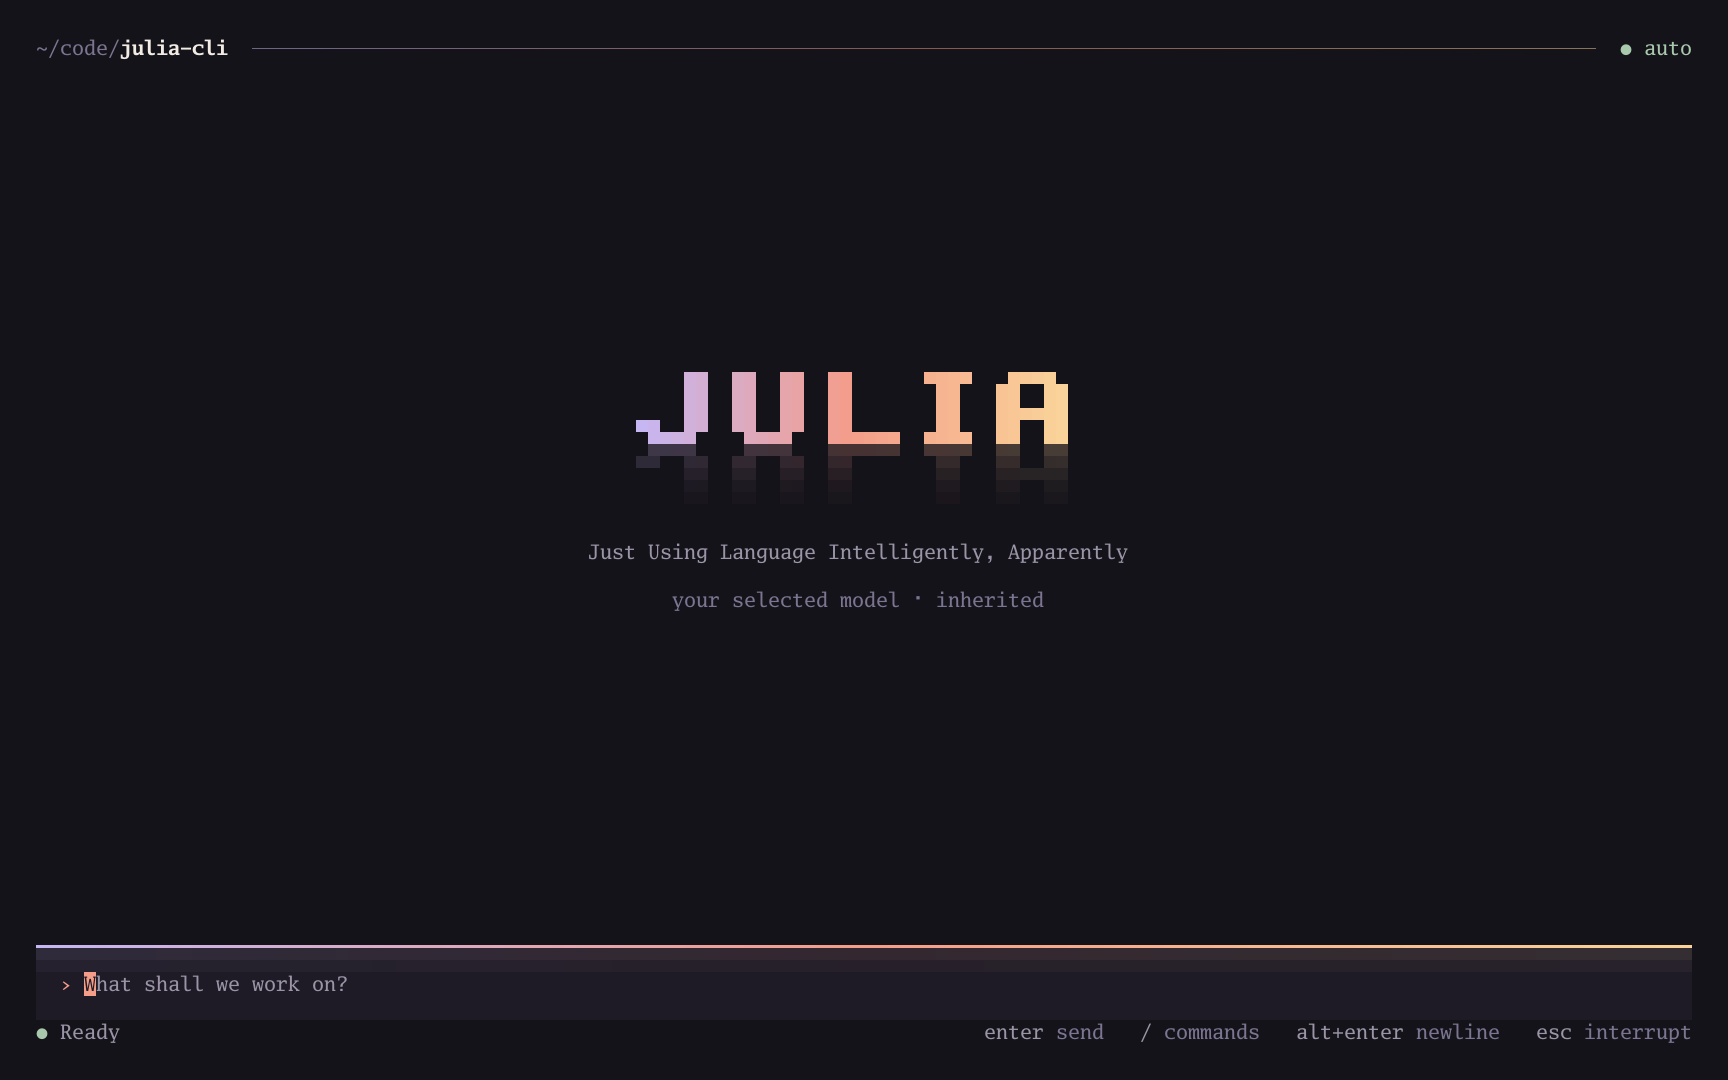 ~/code/julia-cli
● auto
JULIA
Just Using Language Intelligently, Apparently
your selected model · inherited
› What shall we work on?
● Ready
enter send / commands alt+enter newline esc interrupt